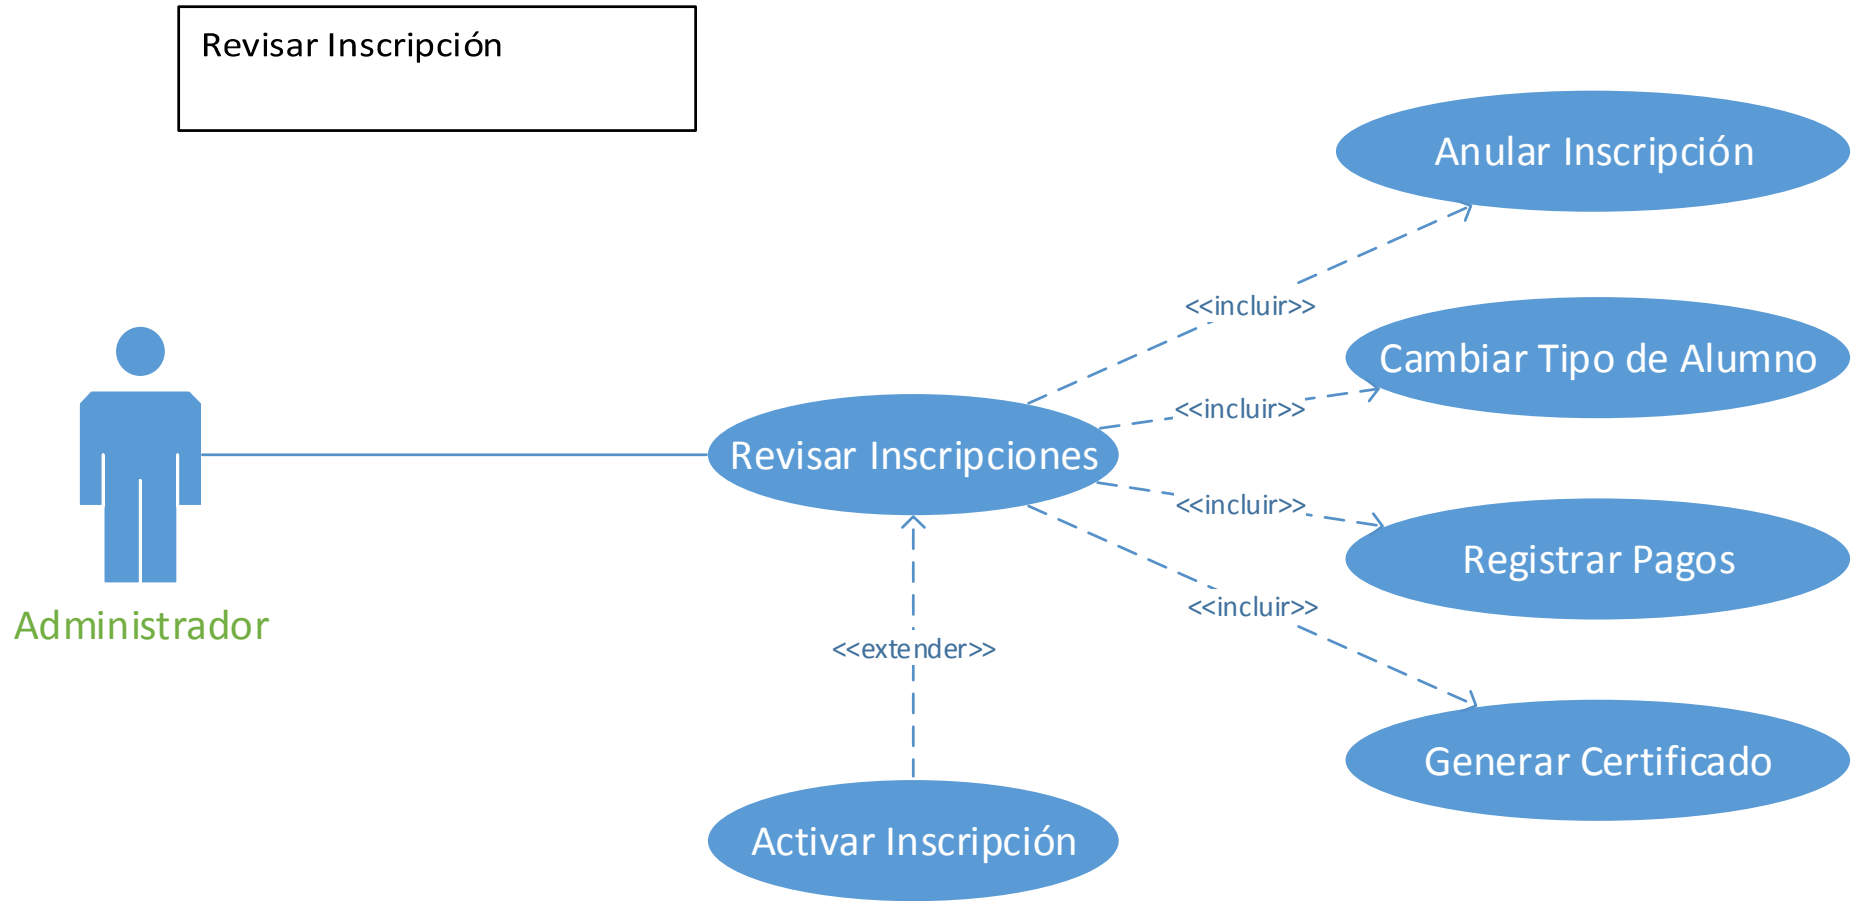 Revisar Inscripción
Anular Inscripción
<<incluir>>
Cambiar Tipo de Alumno
<<incluir>>
Revisar Inscripciones
<<incluir>>
Registrar Pagos
<<incluir>>
Administrador
<<extender>>
Generar Certificado
Activar Inscripción